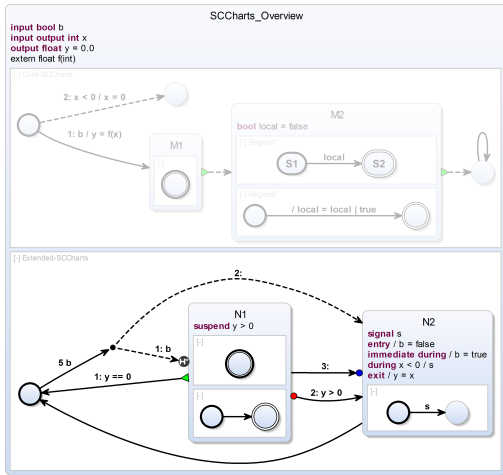 SCCharts_Overview
input bool b
input output int x
output float y = 0.0
extern float f(int)
[-] Core-SCCharts
2: x < 0 / x = 0
1: b / y = f(x)
M1
[-]
M2
bool local = false
[-] Region1
S1
local
S2
[-] Region2
/ local = local | true
[-] Extended-SCCharts
2:
5 b
1: b
H*
1: y == 0
N1
suspend y > 0
[-]
[-]
3:
2: y > 0
N2
signal s
entry / b = false
immediate during / b = true
during x < 0 / s
exit / y = x
[-]
s